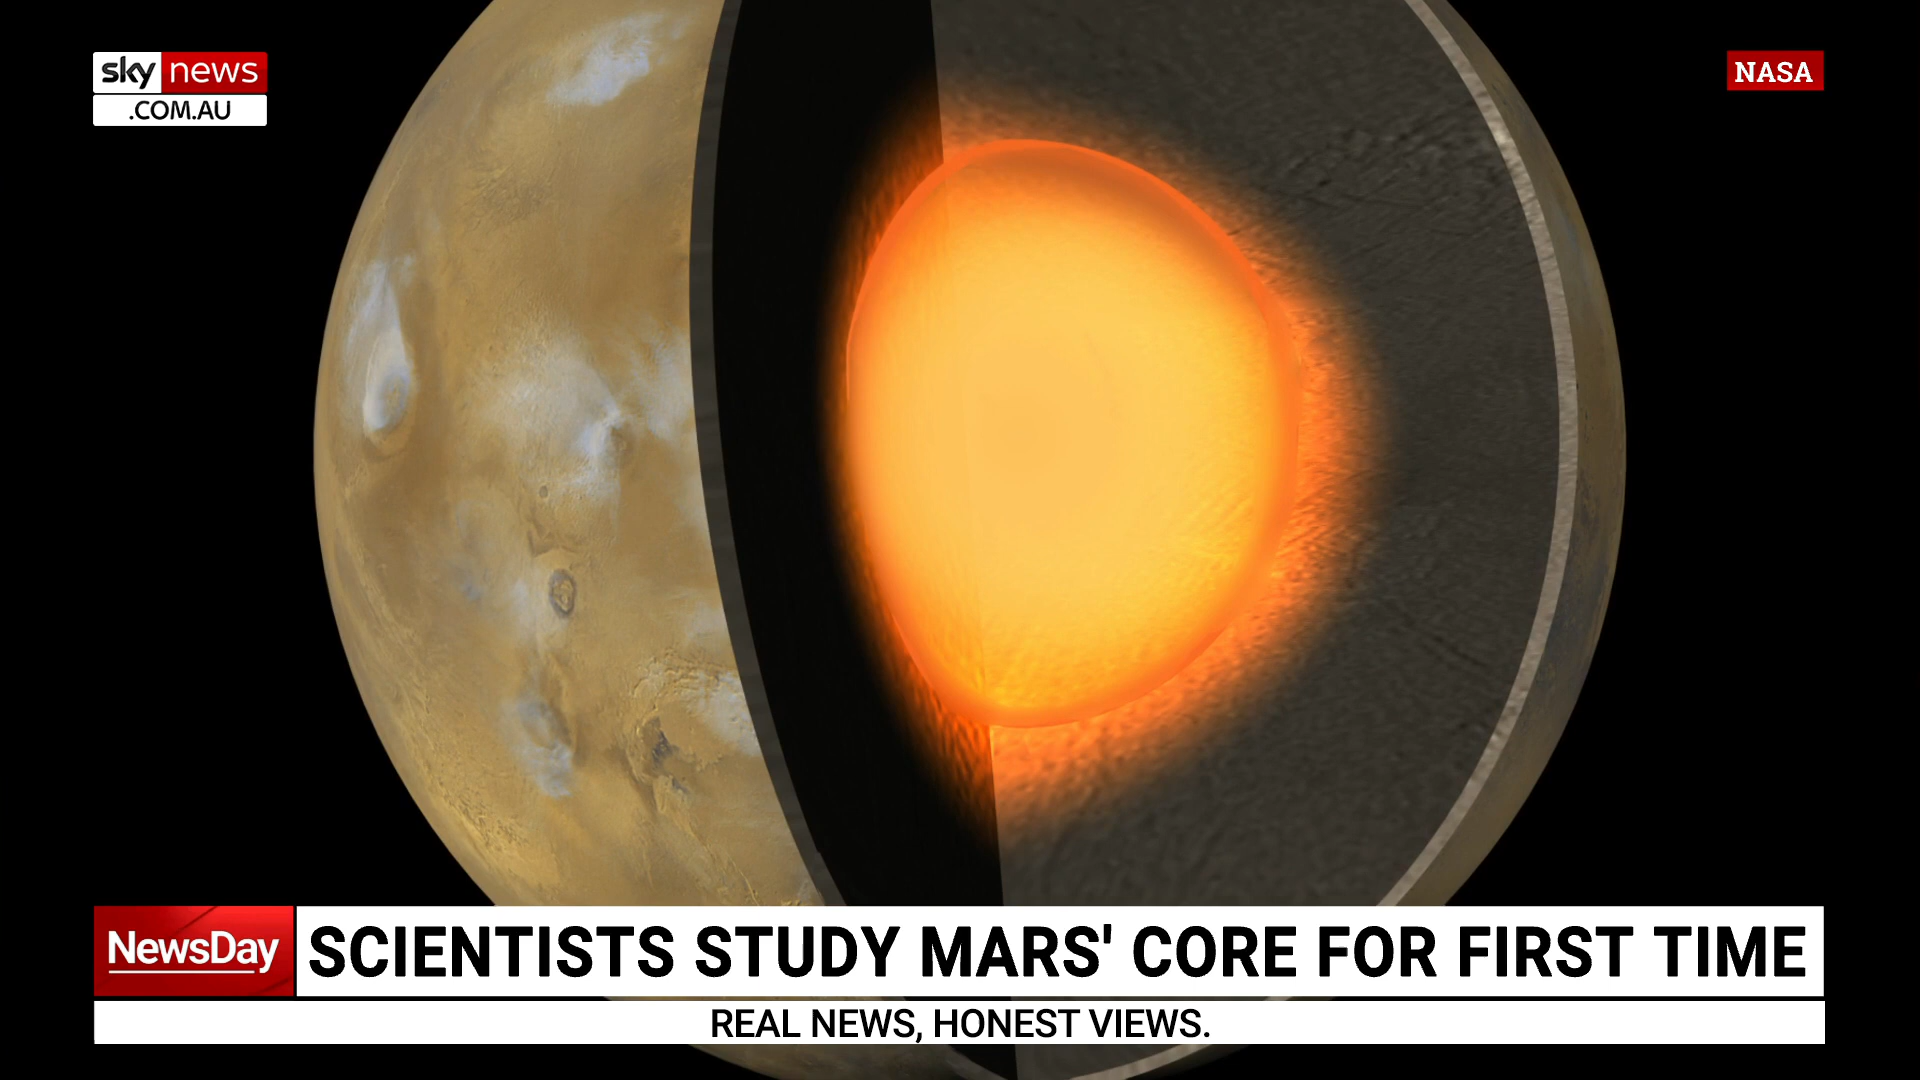 sky news
.COM.AU
NASA
NewsDay
SCIENTISTS STUDY MARS' CORE FOR FIRST TIME
REAL NEWS, HONEST VIEWS.